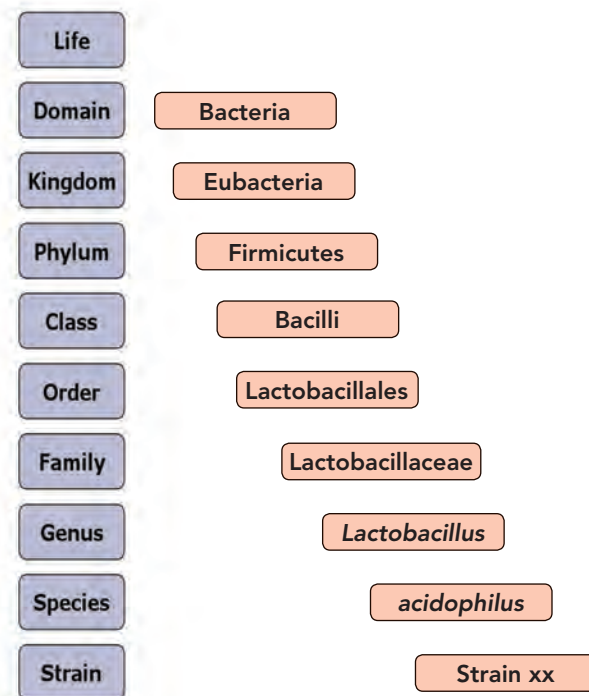 Life
Domain Bacteria
Kingdom Eubacteria
Phylum Firmicutes
Class Bacilli
Order Lactobacillales
Family Lactobacillaceae
Genus Lactobacillus
Species acidophilus
Strain Strain xx